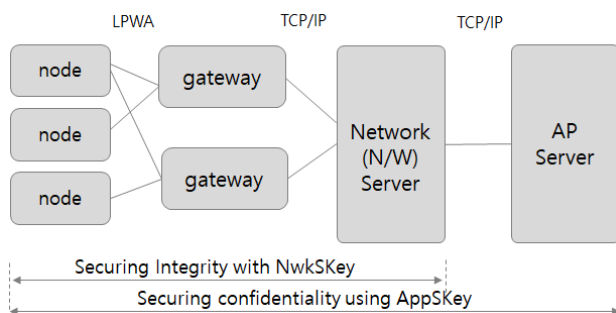 LPWA
TCP/IP
TCP/IP
node
gateway
node
node
gateway
Network
(N/W)
Server
AP
Server
Securing Integrity with NwkSKey
Securing confidentiality using AppSKey